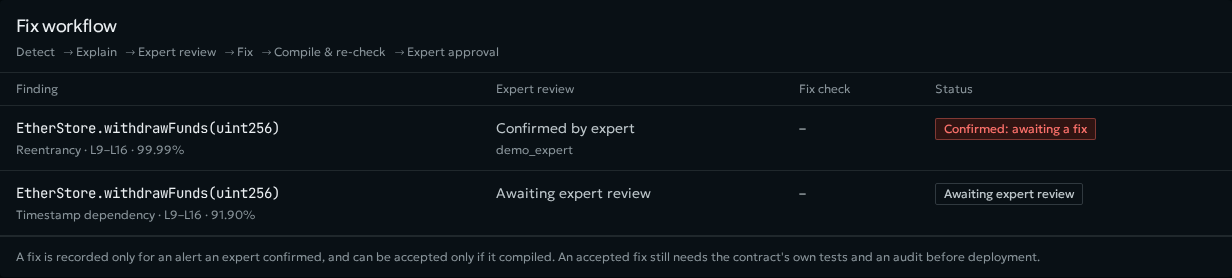 Fix workflow
Detect → Explain → Expert review → Fix → Compile & re-check → Expert approval
Finding Expert review Fix check Status
EtherStore.withdrawFunds(uint256) Confirmed by expert – Confirmed: awaiting a fix
Reentrancy · L9–L16 · 99.99% demo_expert
EtherStore.withdrawFunds(uint256) Awaiting expert review – Awaiting expert review
Timestamp dependency · L9–L16 · 91.90%
A fix is recorded only for an alert an expert confirmed, and can be accepted only if it compiled. An accepted fix still needs the contract's own tests and an audit before deployment.